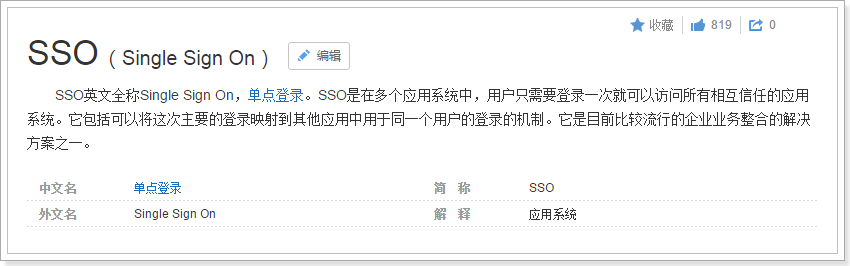 收藏 819 0
SSO（Single Sign On） 编辑
SSO英文全称Single Sign On，单点登录。SSO是在多个应用系统中，用户只需要登录一次就可以访问所有相互信任的应用
系统。它包括可以将这次主要的登录映射到其他应用中用于同一个用户的登录的机制。它是目前比较流行的企业业务整合的解决
方案之一。
中文名 单点登录 简 称 SSO
外文名 Single Sign On 解 释 应用系统